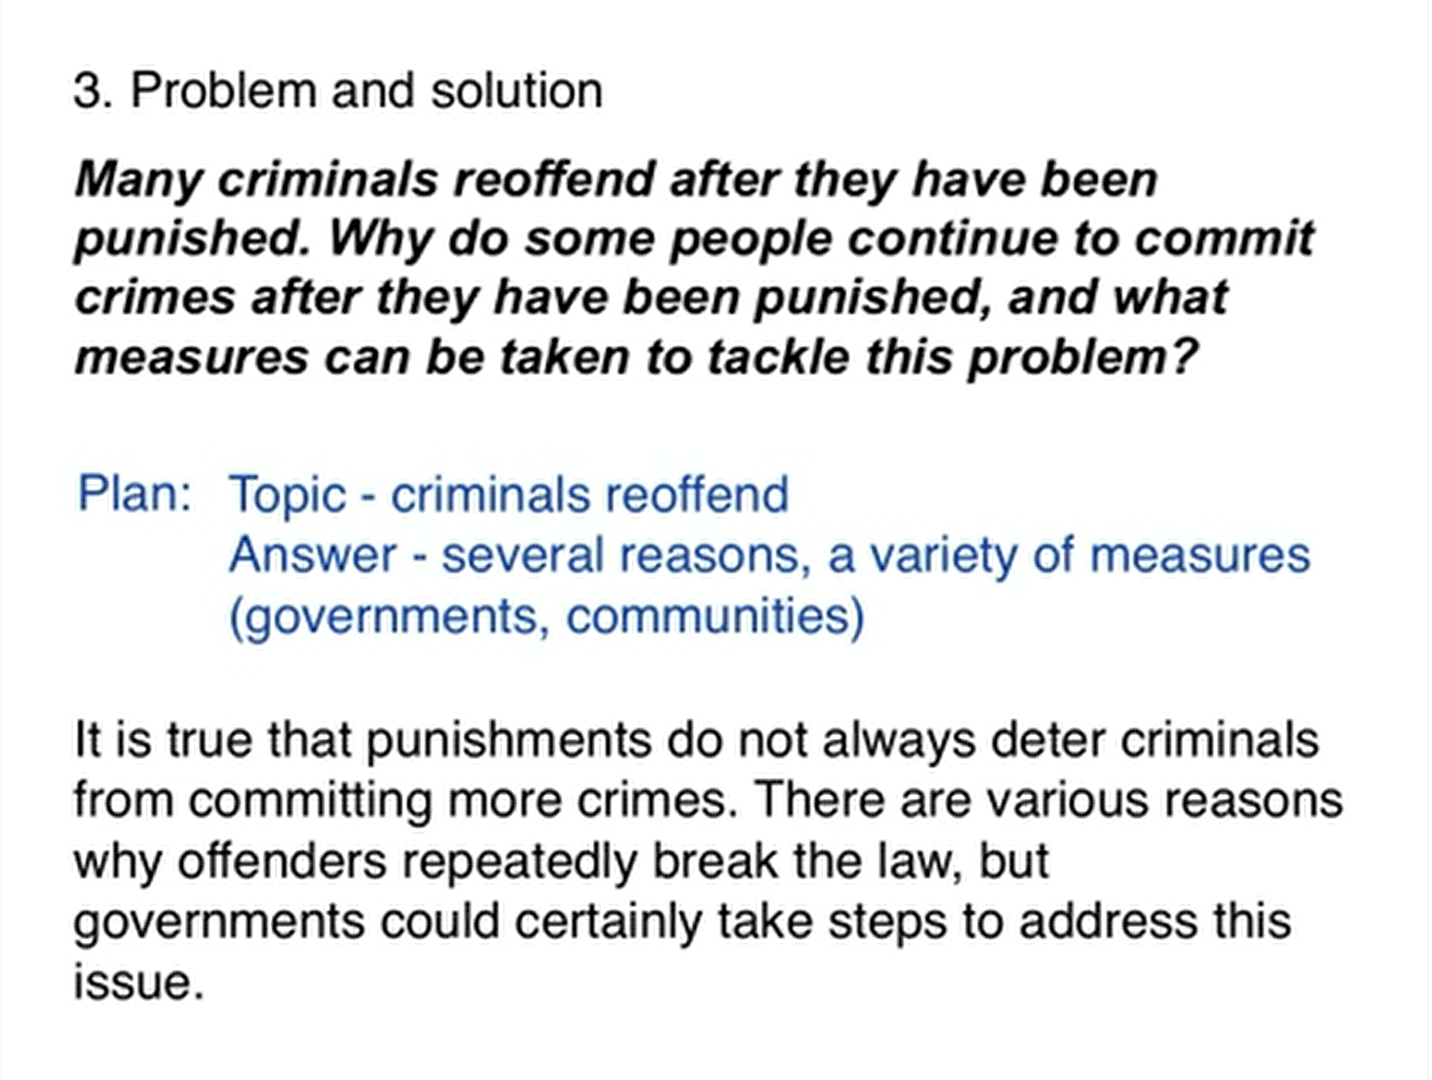 3. Problem and solution
Many criminals reoffend after they have been
punished. Why do some people continue to commit
crimes after they have been punished, and what
measures can be taken to tackle this problem?
Plan: Topic - criminals reoffend
Answer - several reasons, a variety of measures
(governments, communities)
It is true that punishments do not always deter criminals
from committing more crimes. There are various reasons
why offenders repeatedly break the law, but
governments could certainly take steps to address this
issue.